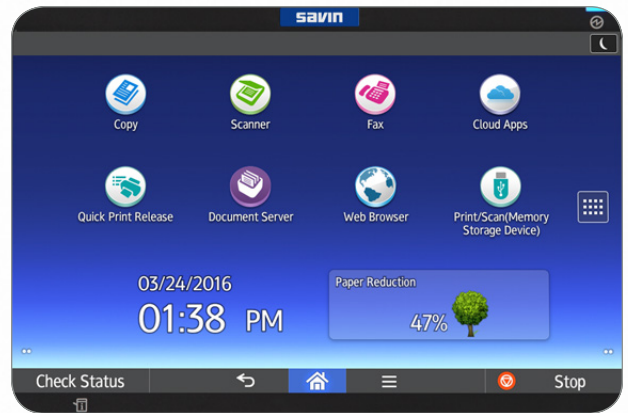 savin
Copy
Scanner
Fax
Cloud Apps
Quick Print Release
Document Server
Web Browser
Print/Scan(Memory
Storage Device)
03/24/2016
01:38 PM
Paper Reduction
47%
Check Status
Stop